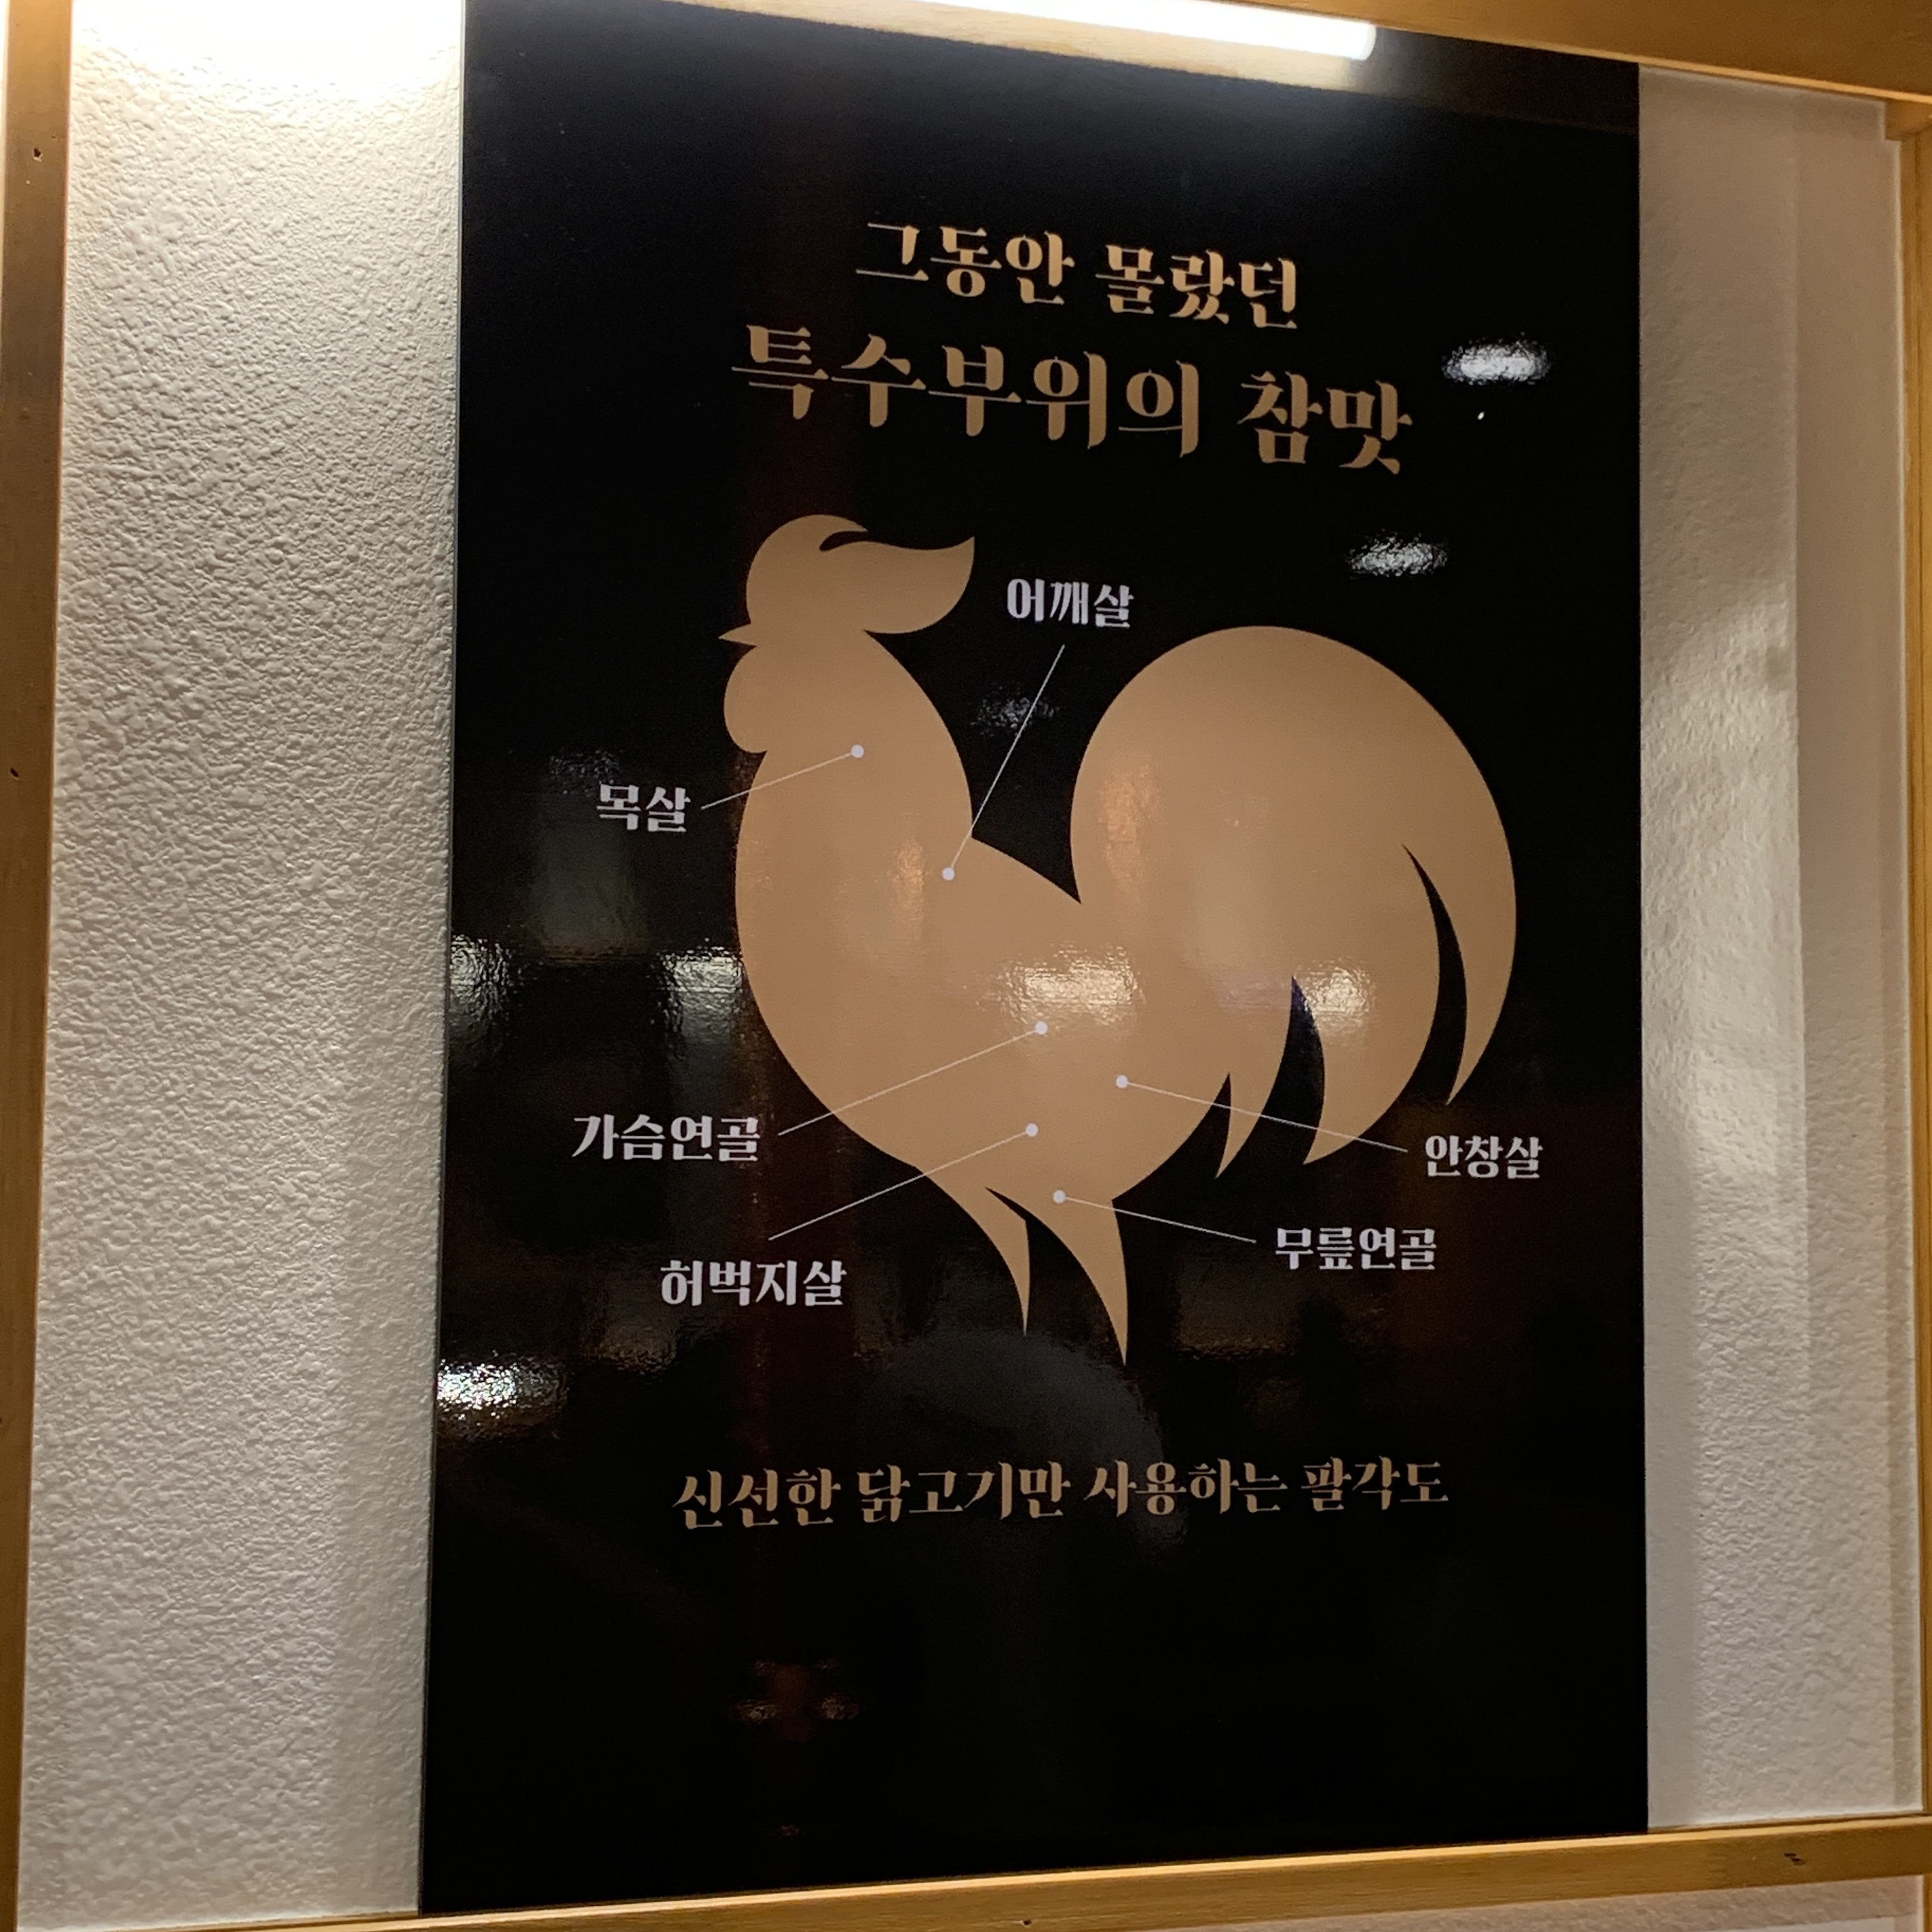 그동안 몰랐던
특수부위의 참맛
어깨살
목살
가슴연골
안창살
무릎연골
허벅지살
신선한 닭고기만 사용하는 팔각도